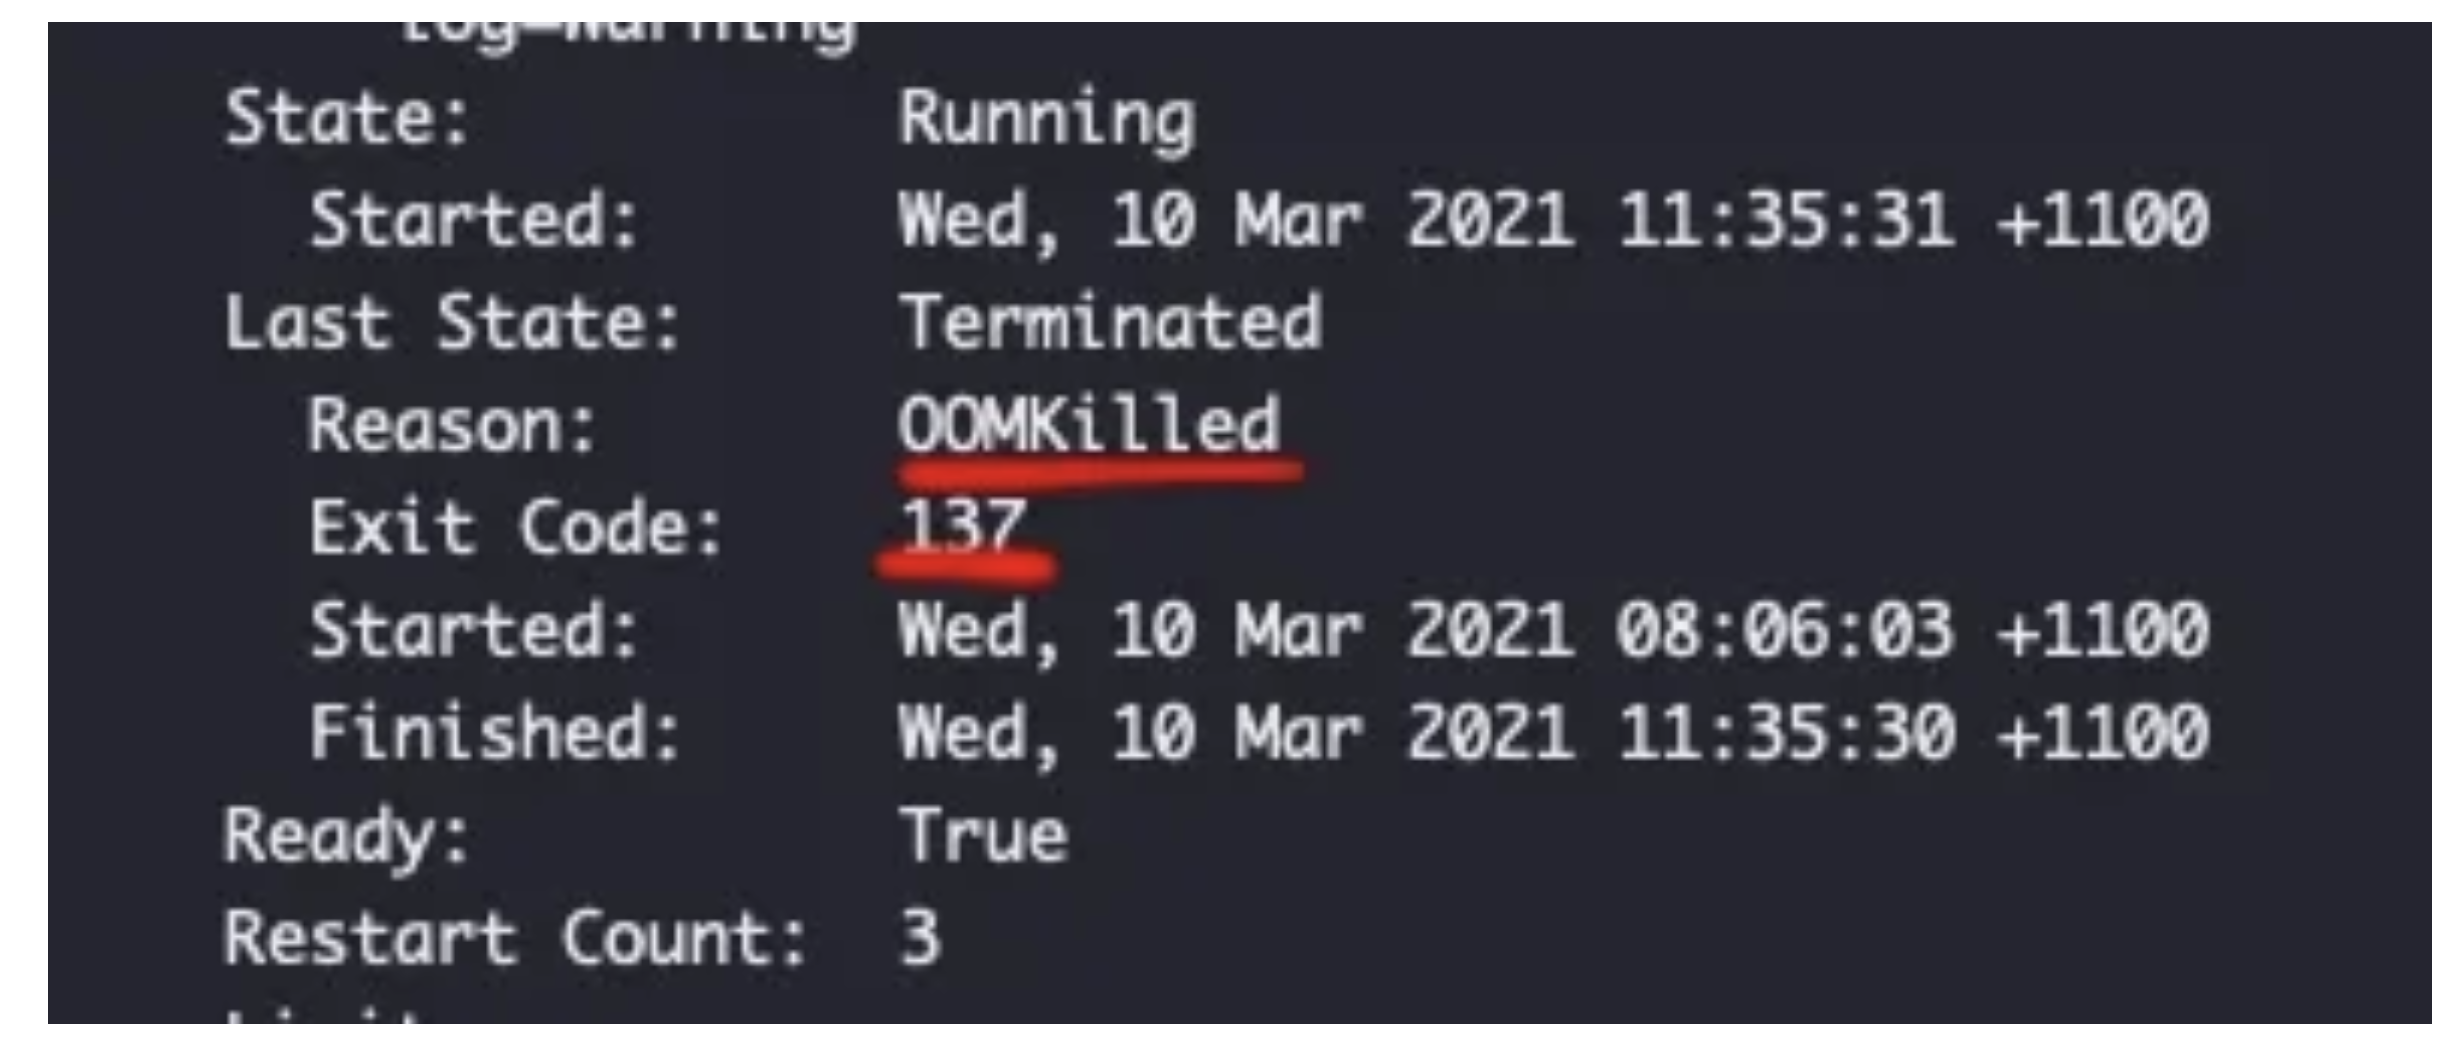 State: Running
Started: Wed, 10 Mar 2021 11:35:31 +1100
Last State: Terminated
Reason: OOMKilled
Exit Code: 137
Started: Wed, 10 Mar 2021 08:06:03 +1100
Finished: Wed, 10 Mar 2021 11:35:30 +1100
Ready: True
Restart Count: 3